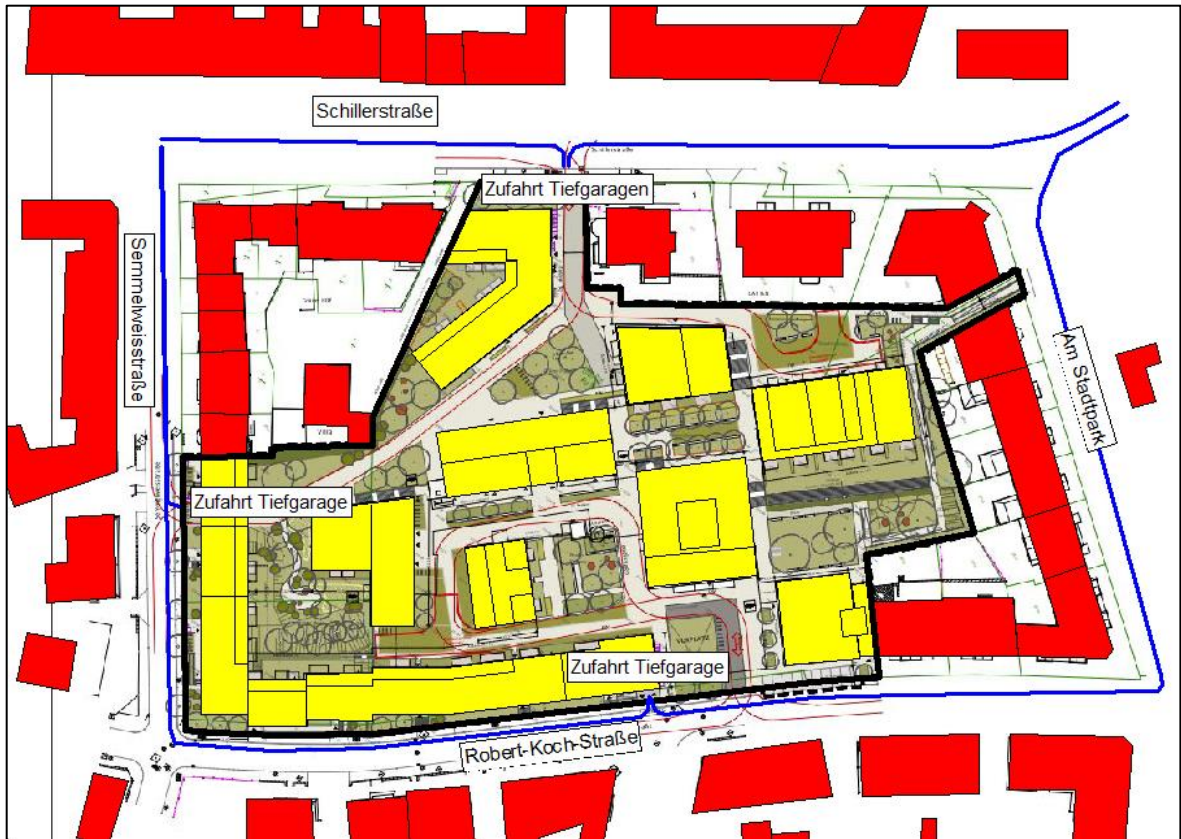 Schillerstraße
Zufahrt Tiefgaragen
Semmelweisstraße
Am Stadtpark
Zufahrt Tiefgarage
Zufahrt Tiefgarage
Robert-Koch-Straße